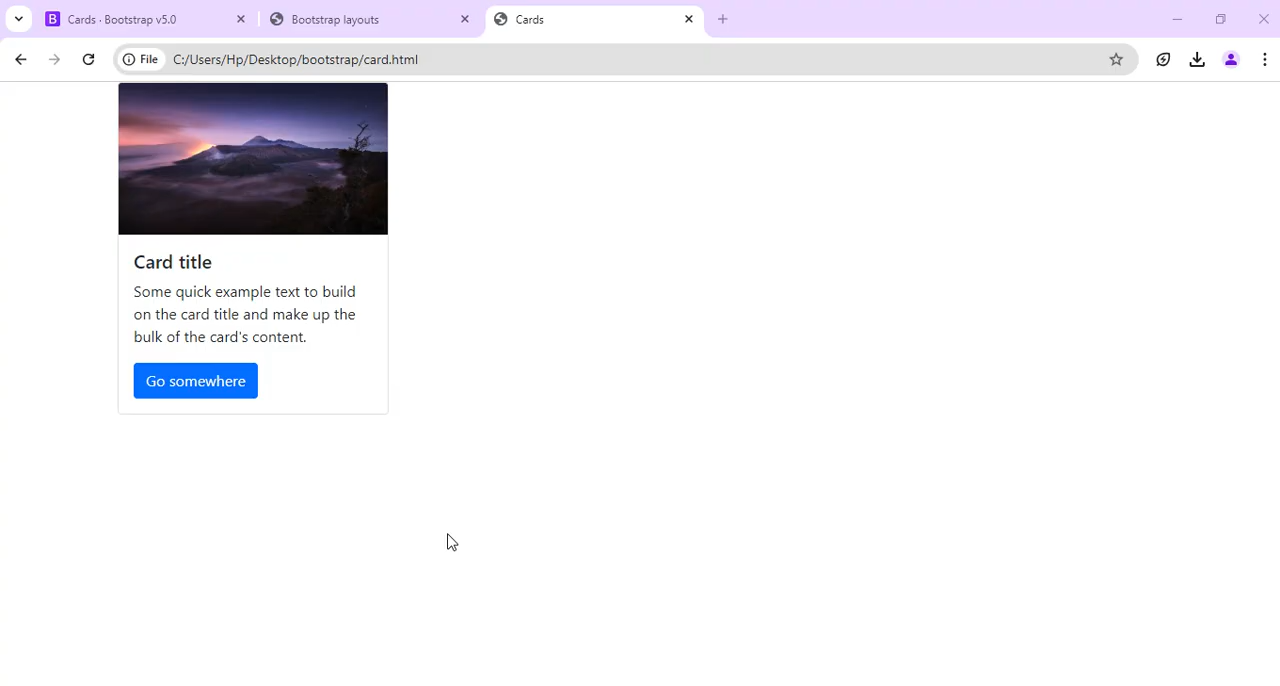 B Cards · Bootstrap v5.0
Bootstrap layouts
Cards
File C:/Users/Hp/Desktop/bootstrap/card.html
Card title
Some quick example text to build
on the card title and make up the
bulk of the card's content.
Go somewhere